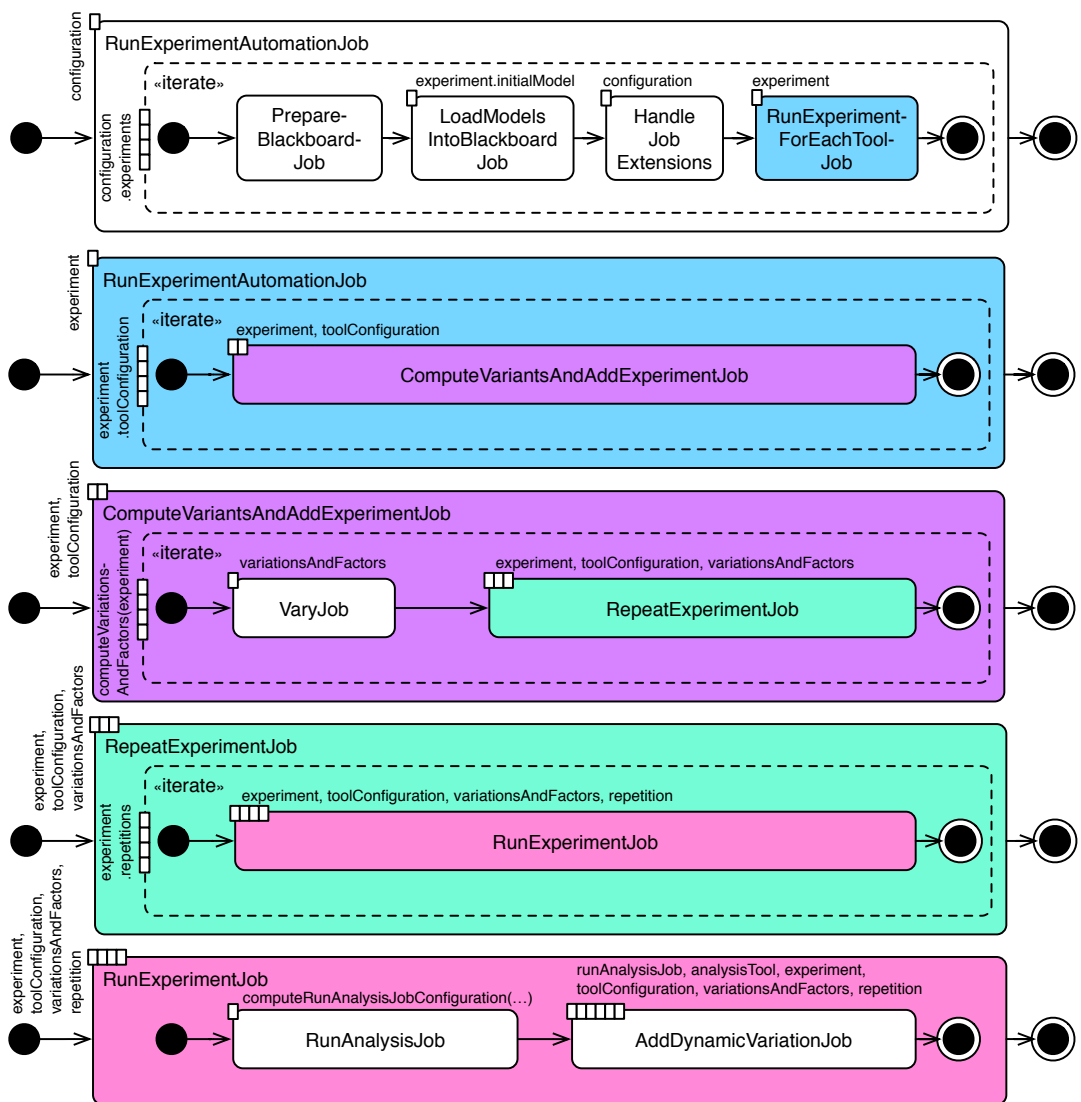 configuration
RunExperimentAutomationJob
«iterate»
configuration
.experiments
Prepare-
Blackboard-
Job
experiment.initialModel
LoadModels
IntoBlackboard
Job
configuration
Handle
Job
Extensions
experiment
RunExperiment-
ForEachTool-
Job
experiment
RunExperimentAutomationJob
«iterate»
experiment
.toolConfiguration
experiment, toolConfiguration
ComputeVariantsAndAddExperimentJob
experiment,
toolConfiguration
ComputeVariantsAndAddExperimentJob
«iterate»
computeVariations-
AndFactors(experiment)
variationsAndFactors
VaryJob
experiment, toolConfiguration, variationsAndFactors
RepeatExperimentJob
experiment,
toolConfiguration,
variationsAndFactors
RepeatExperimentJob
«iterate»
experiment
.repetitions
experiment, toolConfiguration, variationsAndFactors, repetition
RunExperimentJob
experiment,
toolConfiguration,
variationsAndFactors,
repetition
RunExperimentJob
computeRunAnalysisJobConfiguration(...)
RunAnalysisJob
runAnalysisJob, analysisTool, experiment,
toolConfiguration, variationsAndFactors, repetition
AddDynamicVariationJob